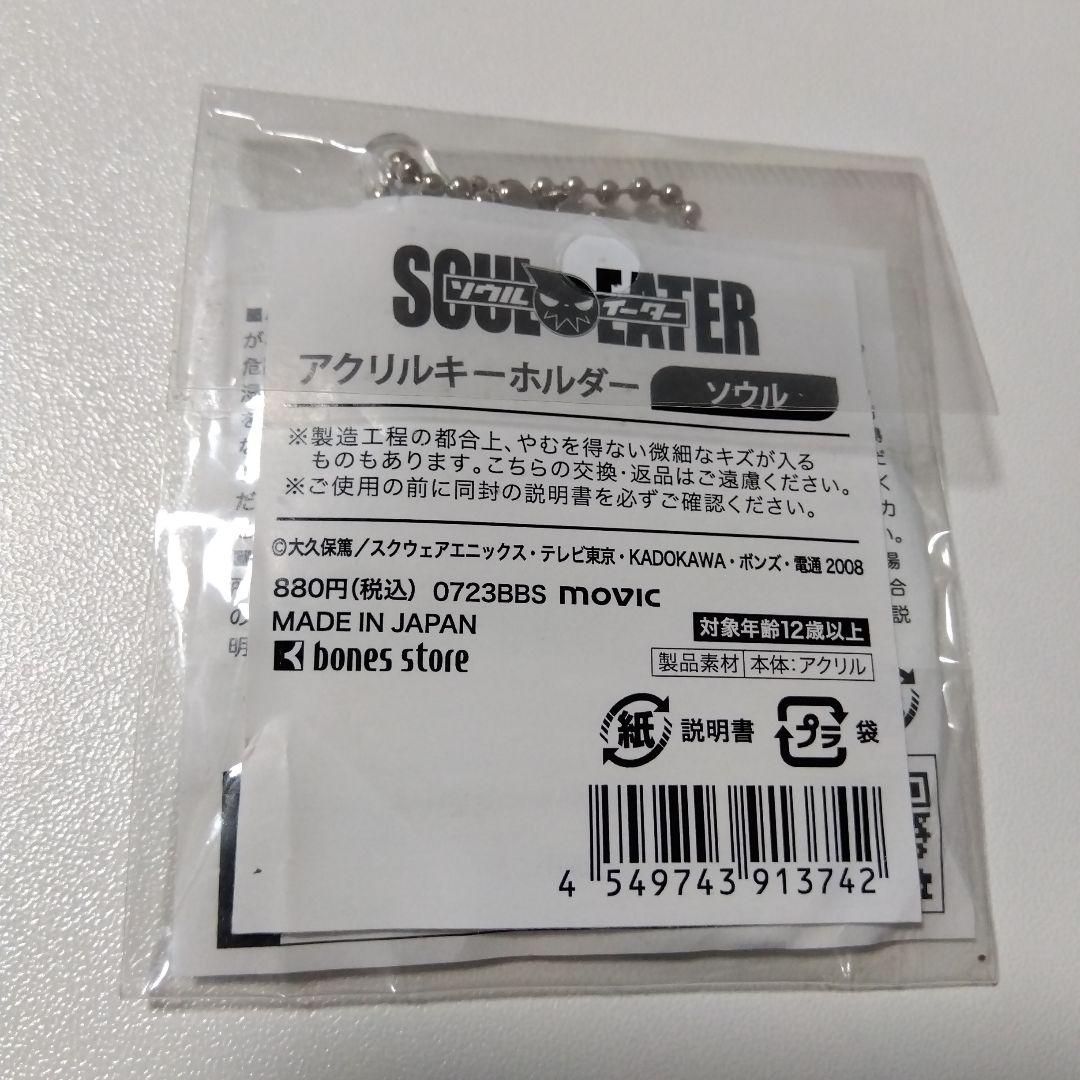 SOUL EATER
ソウル イーター
アクリルキーホルダー ソウル
※製造工程の都合上、やむを得ない微細なキズが入る
ものもあります。こちらの交換・返品はご遠慮ください。
※ご使用の前に同封の説明書を必ずご確認ください。
©大久保篤/スクウェアエニックス・テレビ東京・KADOKAWA・ボンズ・電通 2008
880円(税込) 0723BBS movic
MADE IN JAPAN
対象年齢12歳以上
bones store
製品素材 本体:アクリル
紙 説明書 プラ 袋
4 549743 913742